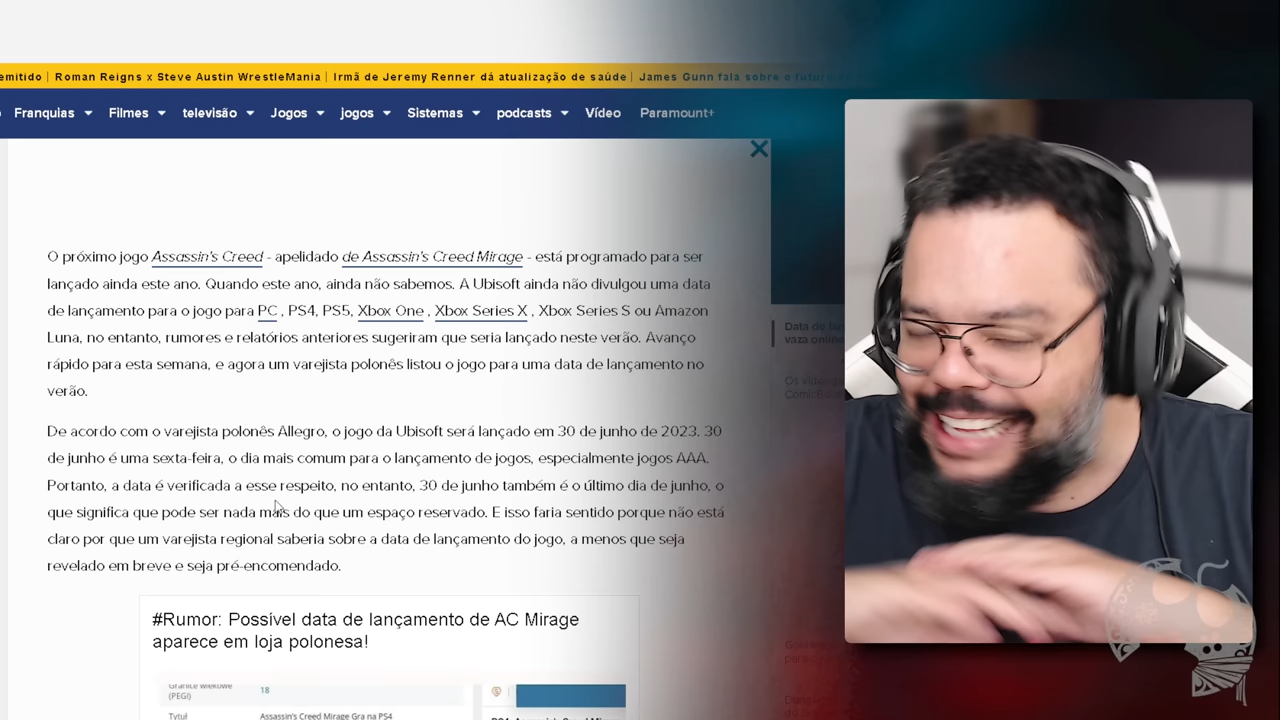 emitido | Roman Reigns x Steve Austin WrestleMania | Irmã de Jeremy Renner dá atualização de saúde | James Gunn fala sobre o futuro
Franquias Filmes televisão Jogos jogos Sistemas podcasts Vídeo Paramount+
O próximo jogo Assassin's Creed - apelidado de Assassin's Creed Mirage - está programado para ser
lançado ainda este ano. Quando este ano, ainda não sabemos. A Ubisoft ainda não divulgou uma data
de lançamento para o jogo para PC , PS4, PS5, Xbox One , Xbox Series X , Xbox Series S ou Amazon
Luna, no entanto, rumores e relatórios anteriores sugeriram que seria lançado neste verão. Avanço
rápido para esta semana, e agora um varejista polonês listou o jogo para uma data de lançamento no
verão.
De acordo com o varejista polonês Allegro, o jogo da Ubisoft será lançado em 30 de junho de 2023. 30
de junho é uma sexta-feira, o dia mais comum para o lançamento de jogos, especialmente jogos AAA.
Portanto, a data é verificada a esse respeito, no entanto, 30 de junho também é o último dia de junho, o
que significa que pode ser nada mais do que um espaço reservado. E isso faria sentido porque não está
claro por que um varejista regional saberia sobre a data de lançamento do jogo, a menos que seja
revelado em breve e seja pré-encomendado.
#Rumor: Possível data de lançamento de AC Mirage
aparece em loja polonesa!
Granice wiekowe
(PEGI)
18
Tytuł
Assassin's Creed Mirage Gra na PS4
Data de
vaza online
Os